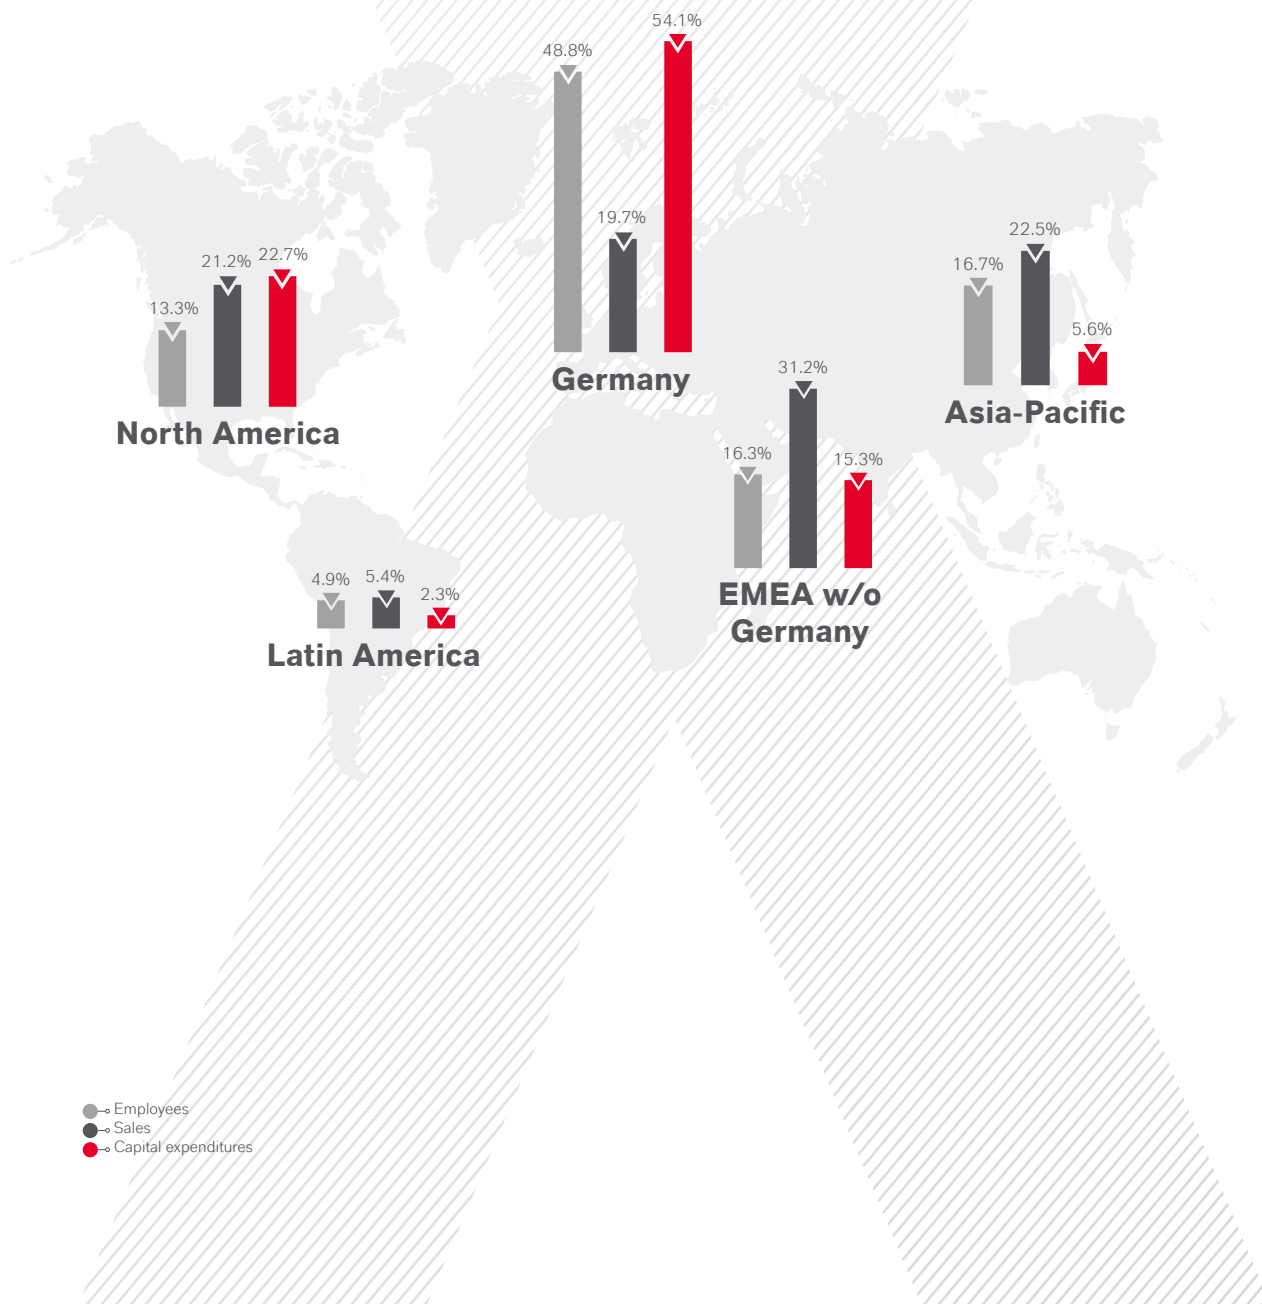 54.1%
48.8%
19.7%
Germany
21.2%
22.7%
13.3%
North America
22.5%
16.7%
5.6%
Asia-Pacific
31.2%
16.3%
15.3%
EMEA w/o
Germany
4.9%
5.4%
2.3%
Latin America
Employees
Sales
Capital expenditures